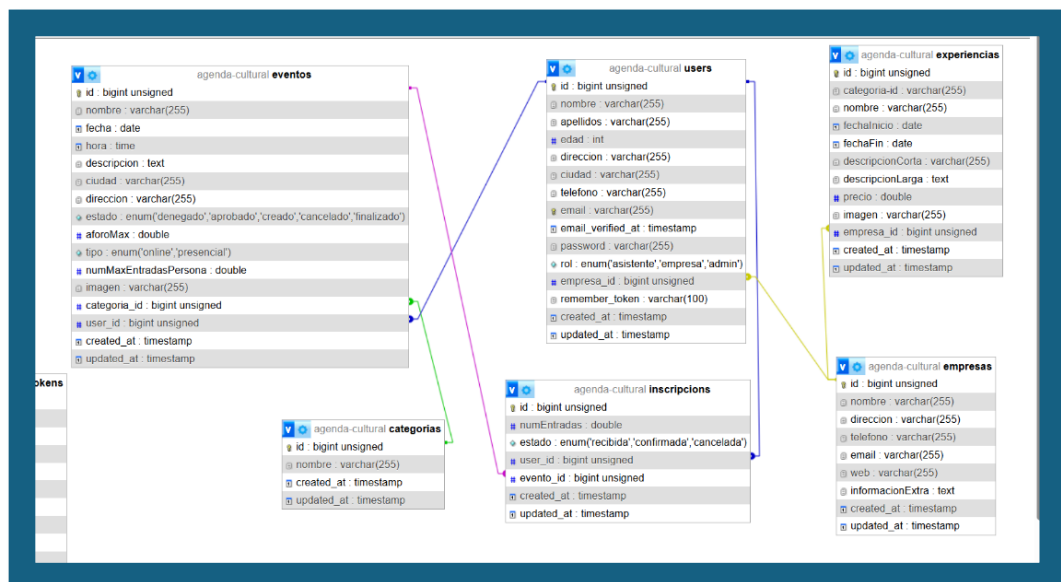 agenda-cultural eventos
id : bigint unsigned
nombre : varchar(255)
fecha : date
hora : time
descripcion : text
ciudad : varchar(255)
direccion : varchar(255)
estado : enum('denegado','aprobado','creado','cancelado','finalizado')
aforoMax : double
tipo : enum('online','presencial')
numMaxEntradasPersona : double
imagen : varchar(255)
categoria_id : bigint unsigned
user_id : bigint unsigned
created_at : timestamp
updated_at : timestamp
agenda-cultural users
id : bigint unsigned
nombre : varchar(255)
apellidos : varchar(255)
edad : int
direccion : varchar(255)
ciudad : varchar(255)
telefono : varchar(255)
email : varchar(255)
email_verified_at : timestamp
password : varchar(255)
rol : enum('asistente','empresa','admin')
empresa_id : bigint unsigned
remember_token : varchar(100)
created_at : timestamp
updated_at : timestamp
agenda-cultural experiencias
id : bigint unsigned
categoria-id : varchar(255)
nombre : varchar(255)
fechaInicio : date
fechaFin : date
descripcionCorta : varchar(255)
descripcionLarga : text
precio : double
imagen : varchar(255)
empresa_id : bigint unsigned
created_at : timestamp
updated_at : timestamp
okens
agenda-cultural categorias
id : bigint unsigned
nombre : varchar(255)
created_at : timestamp
updated_at : timestamp
agenda-cultural inscripcions
id : bigint unsigned
numEntradas : double
estado : enum('recibida','confirmada','cancelada')
user_id : bigint unsigned
evento_id : bigint unsigned
created_at : timestamp
updated_at : timestamp
agenda-cultural empresas
id : bigint unsigned
nombre : varchar(255)
direccion : varchar(255)
telefono : varchar(255)
email : varchar(255)
web : varchar(255)
informacionExtra : text
created_at : timestamp
updated_at : timestamp